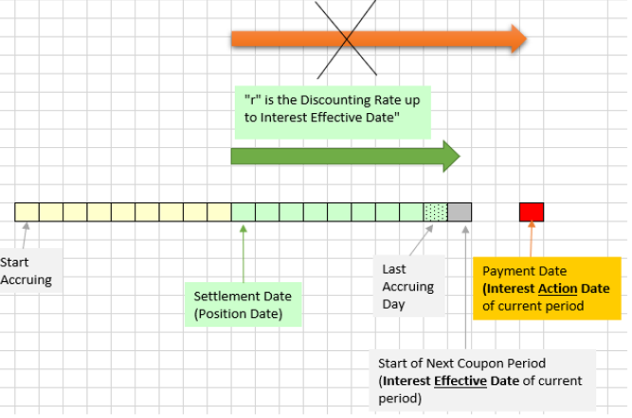 "r" is the Discounting Rate up
to Interest Effective Date"
Start
Accruing
Settlement Date
(Position Date)
Last
Accruing
Day
Payment Date
(Interest Action Date
of current period
Start of Next Coupon Period
(Interest Effective Date of current
period)